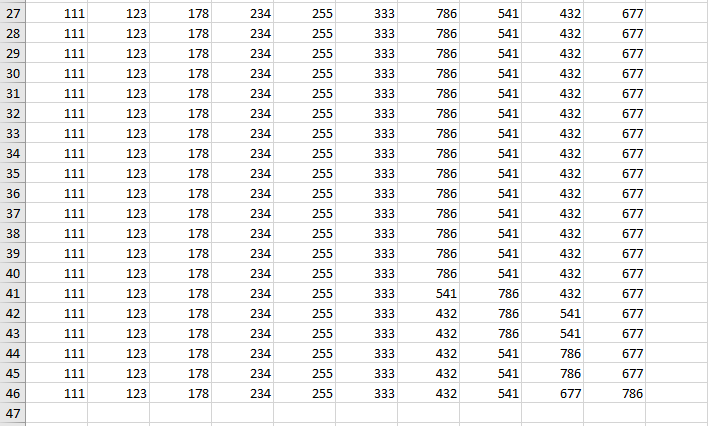 27 111 123 178 234 255 333 786 541 432 677
28 111 123 178 234 255 333 786 541 432 677
29 111 123 178 234 255 333 786 541 432 677
30 111 123 178 234 255 333 786 541 432 677
31 111 123 178 234 255 333 786 541 432 677
32 111 123 178 234 255 333 786 541 432 677
33 111 123 178 234 255 333 786 541 432 677
34 111 123 178 234 255 333 786 541 432 677
35 111 123 178 234 255 333 786 541 432 677
36 111 123 178 234 255 333 786 541 432 677
37 111 123 178 234 255 333 786 541 432 677
38 111 123 178 234 255 333 786 541 432 677
39 111 123 178 234 255 333 786 541 432 677
40 111 123 178 234 255 333 786 541 432 677
41 111 123 178 234 255 333 541 786 432 677
42 111 123 178 234 255 333 432 786 541 677
43 111 123 178 234 255 333 432 786 541 677
44 111 123 178 234 255 333 432 541 786 677
45 111 123 178 234 255 333 432 541 786 677
46 111 123 178 234 255 333 432 541 677 786
47